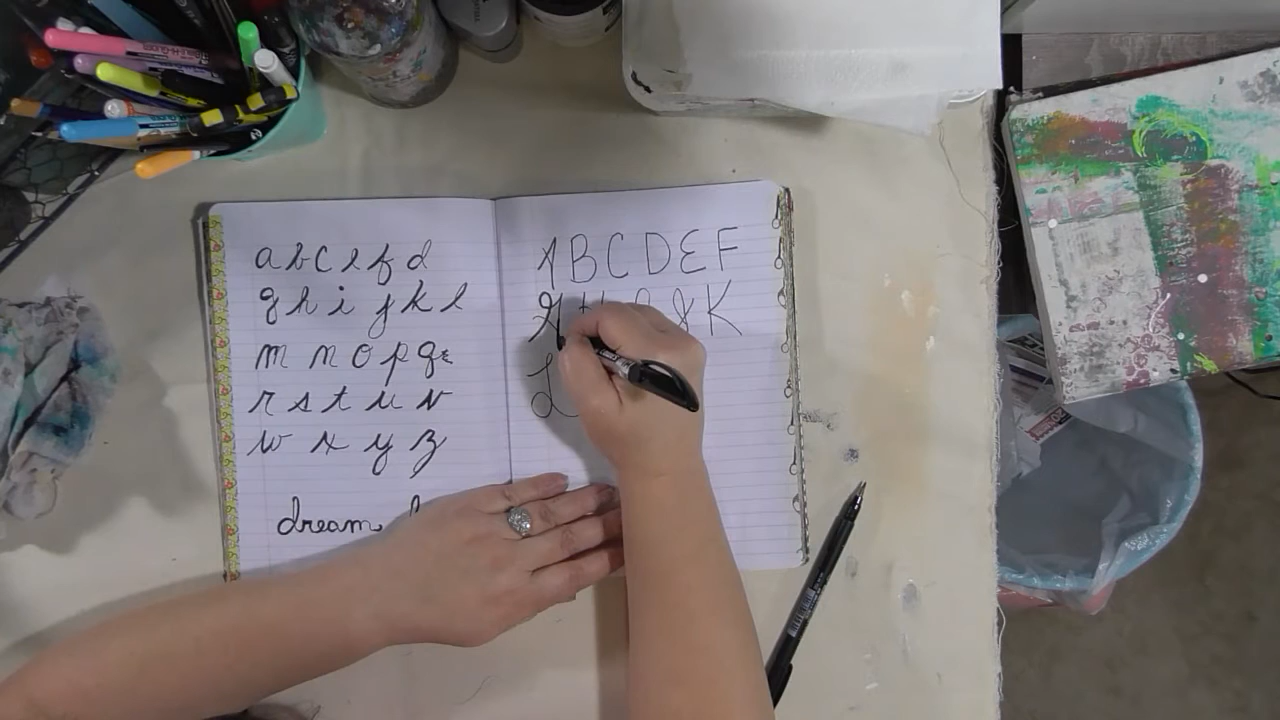 a b c e f d
g h i j k l
m n o p q &
r s t u v
w x y z
dream
A B C D E F
G H K
L